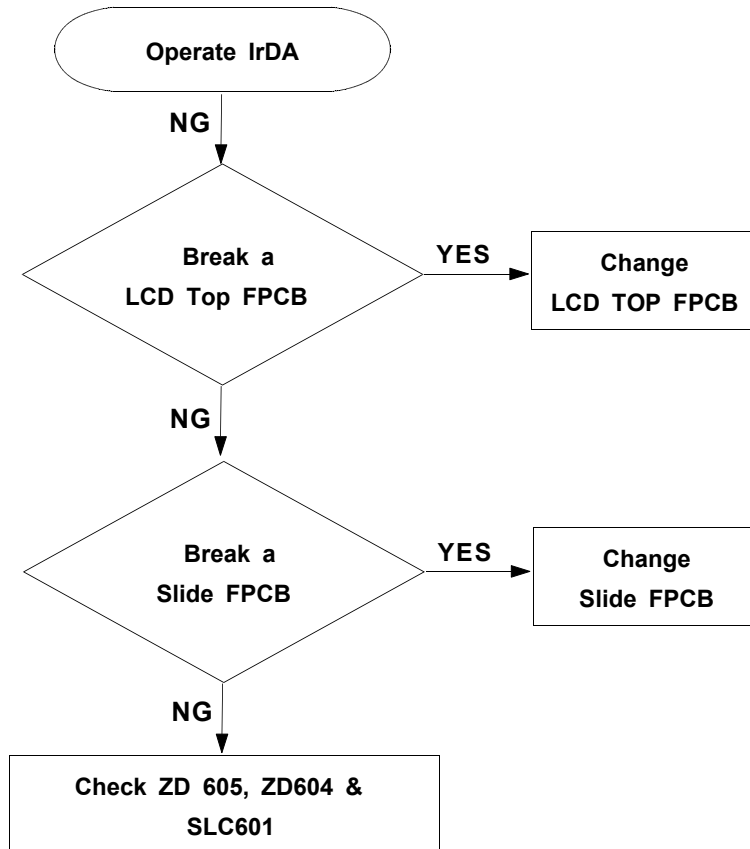 Operate IrDA
NG
Break a
LCD Top FPCB
YES
Change
LCD TOP FPCB
NG
Break a
Slide FPCB
YES
Change
Slide FPCB
NG
Check ZD 605, ZD604 &
SLC601